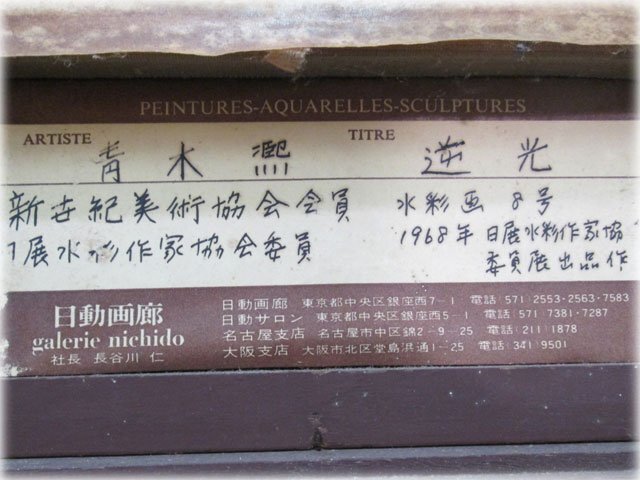 PEINTURES-AQUARELLES-SCULPTURES
ARTISTE 青木 熈 TITRE 逆光
新世紀美術協会会員 水彩画 8号
展水彩作家協会委員 1968年 日展水彩作家協
委員展出品作
日動画廊 日動画廊 東京都中央区銀座西7-1 電話(571)2553・2563・7583
galerie nichido 日動サロン 東京都中央区銀座西5-1 電話(571)7381・7287
社長 長谷川 仁 名古屋支店 名古屋市中区錦2-9-25 電話(211)1878
大阪支店 大阪市北区堂島浜通1-25 電話(341)9501